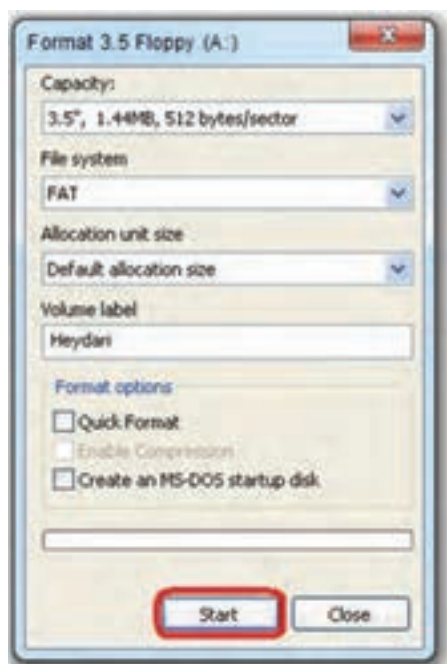 Format 3.5 Floppy (A:)
Capacity:
3.5", 1.44MB, 512 bytes/sector
File system
FAT
Allocation unit size
Default allocation size
Volume label
Heydari
Format options
Quick Format
Enable Compression
Create an MS-DOS startup disk
Start
Close